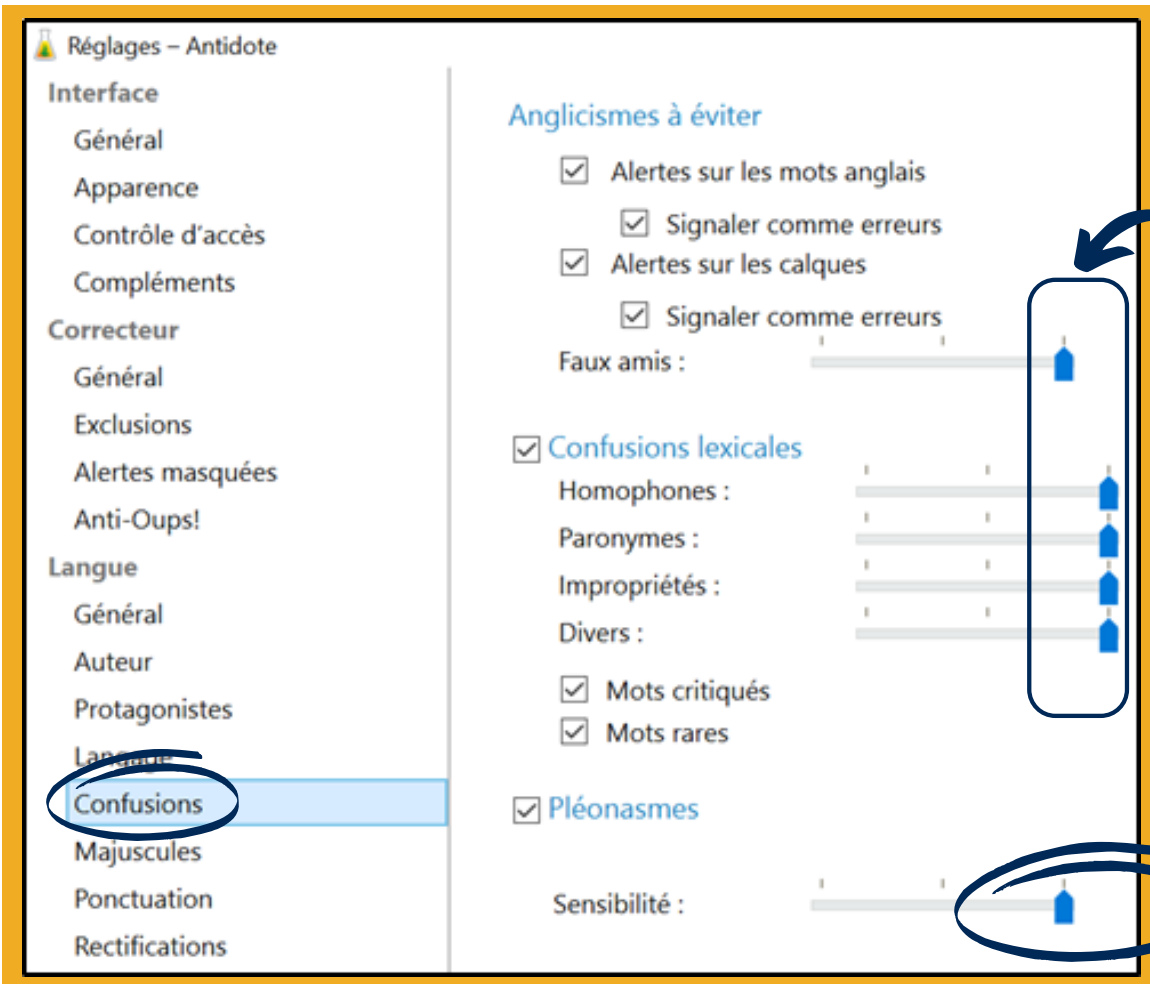 Réglages – Antidote
Interface
Général
Apparence
Contrôle d'accès
Compléments
Correcteur
Général
Exclusions
Alertes masquées
Anti-Oups!
Langue
Général
Auteur
Protagonistes
Langage
Confusions
Majuscules
Ponctuation
Rectifications
Anglicismes à éviter
Alertes sur les mots anglais
Signaler comme erreurs
Alertes sur les calques
Signaler comme erreurs
Faux amis :
Confusions lexicales
Homophones :
Paronymes :
Impropriétés :
Divers :
Mots critiqués
Mots rares
Pléonasmes
Sensibilité :